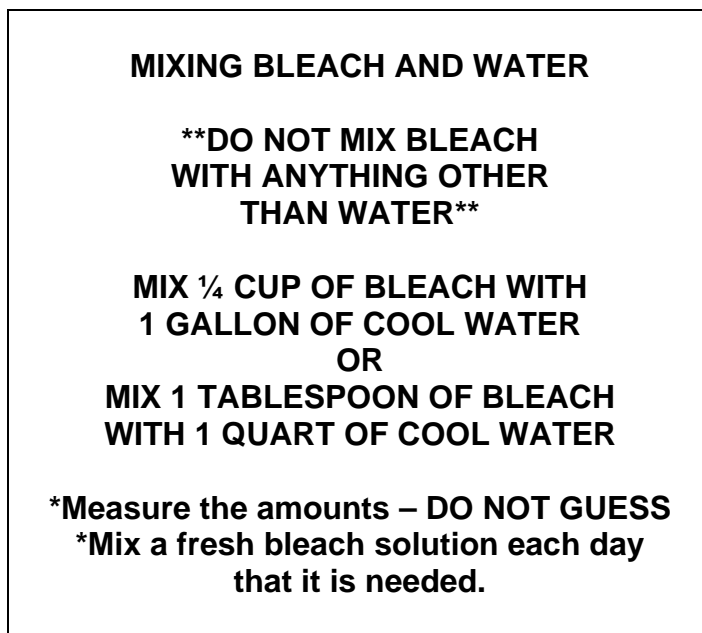 MIXING BLEACH AND WATER
**DO NOT MIX BLEACH
WITH ANYTHING OTHER
THAN WATER**
MIX ¼ CUP OF BLEACH WITH
1 GALLON OF COOL WATER
OR
MIX 1 TABLESPOON OF BLEACH
WITH 1 QUART OF COOL WATER
*Measure the amounts – DO NOT GUESS
*Mix a fresh bleach solution each day
that it is needed.